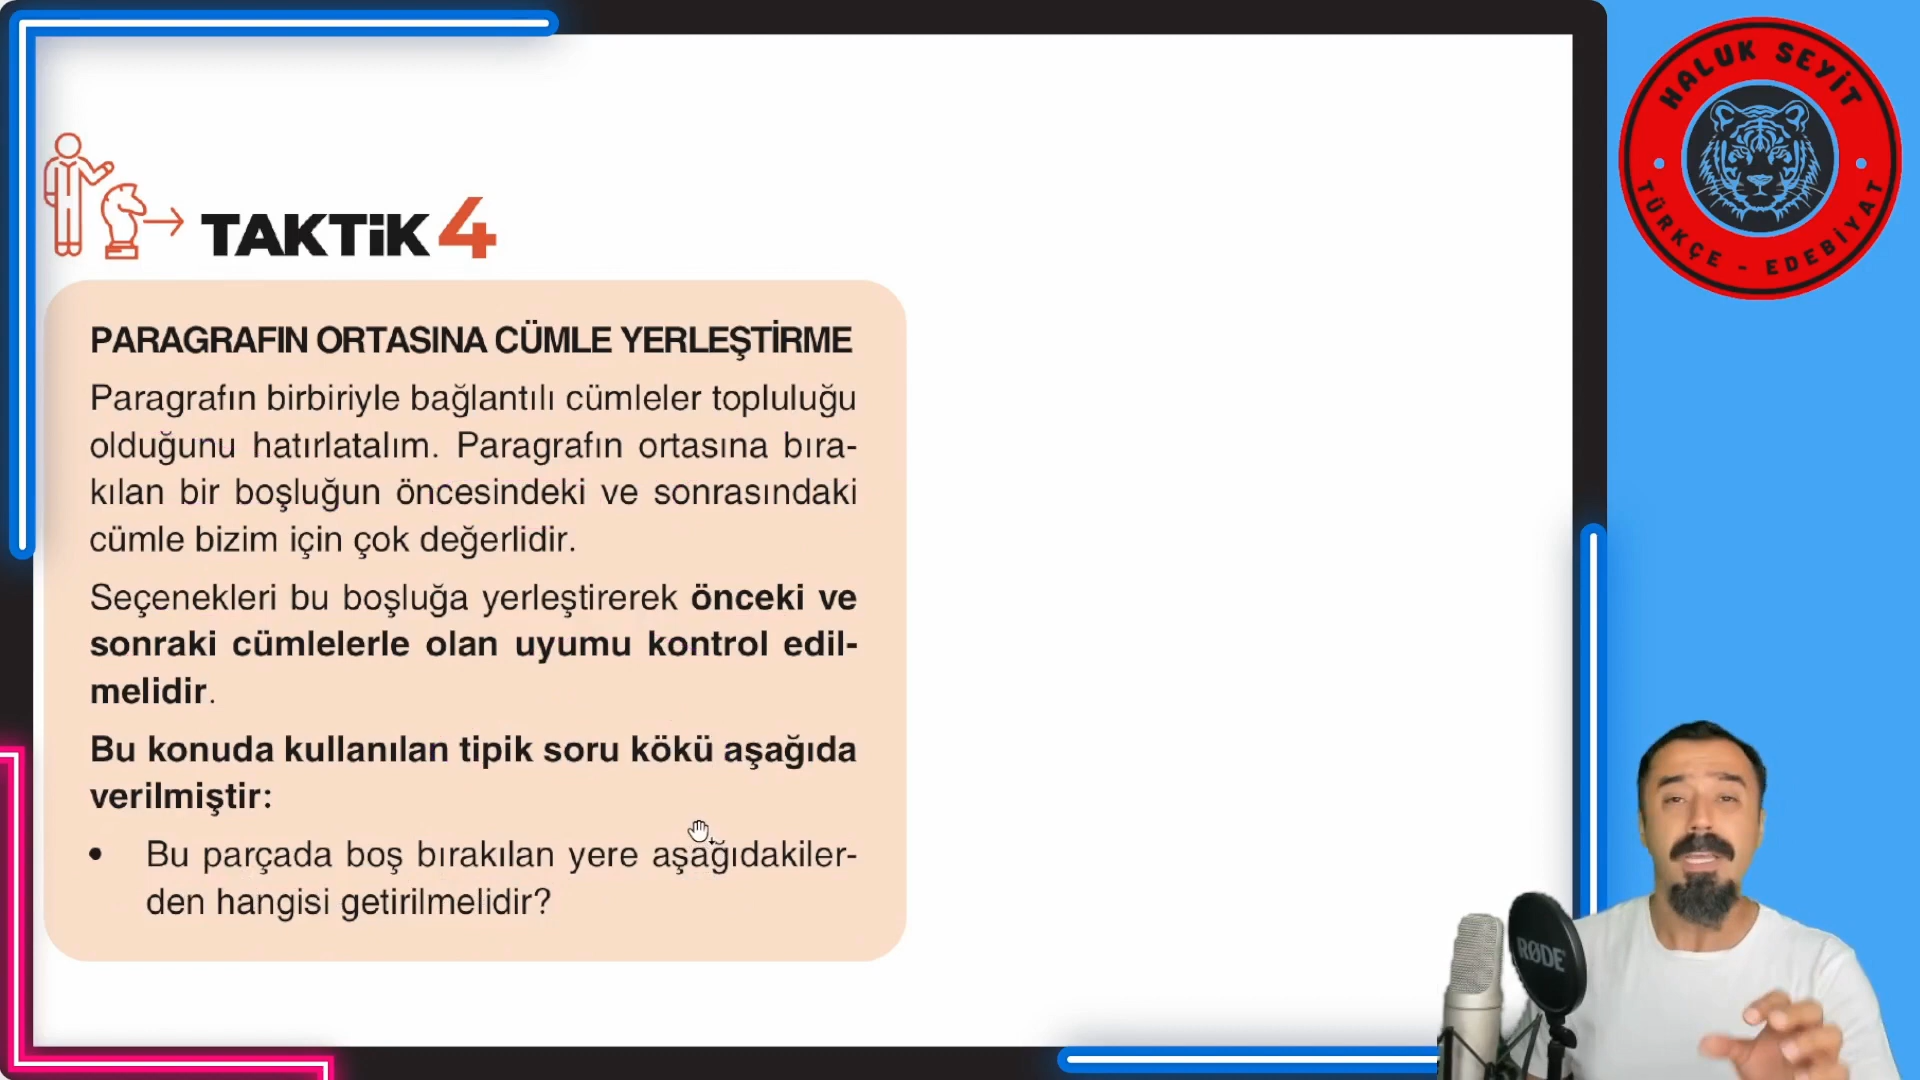 HALUK SEYİT
TÜRKÇE - EDEBİYAT
TAKTİK 4
PARAGRAFIN ORTASINA CÜMLE YERLEŞTİRME
Paragrafın birbiriyle bağlantılı cümleler topluluğu
olduğunu hatırlatalım. Paragrafın ortasına bıra-
kılan bir boşluğun öncesindeki ve sonrasındaki
cümle bizim için çok değerlidir.
Seçenekleri bu boşluğa yerleştirerek önceki ve
sonraki cümlelerle olan uyumu kontrol edil-
melidir.
Bu konuda kullanılan tipik soru kökü aşağıda
verilmiştir:
• Bu parçada boş bırakılan yere aşağıdakiler-
den hangisi getirilmelidir?
RØDE